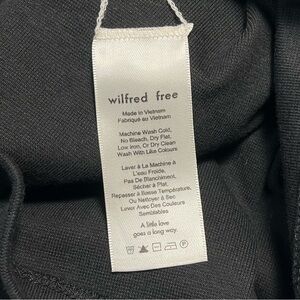 wilfred free
Made in Vietnam
Fabriqué au Vietnam
Machine Wash Cold,
No Bleach, Dry Flat,
Low Iron, Or Dry Clean
Wash With Like Colours
Laver À La Machine À
L'eau Froide,
Pas De Blanchiment,
Sécher À Plat,
Repasser À Basse Température,
Ou Nettoyer À Sec
Laver Avec Des Couleurs
Semblables
A little love
goes a long way.